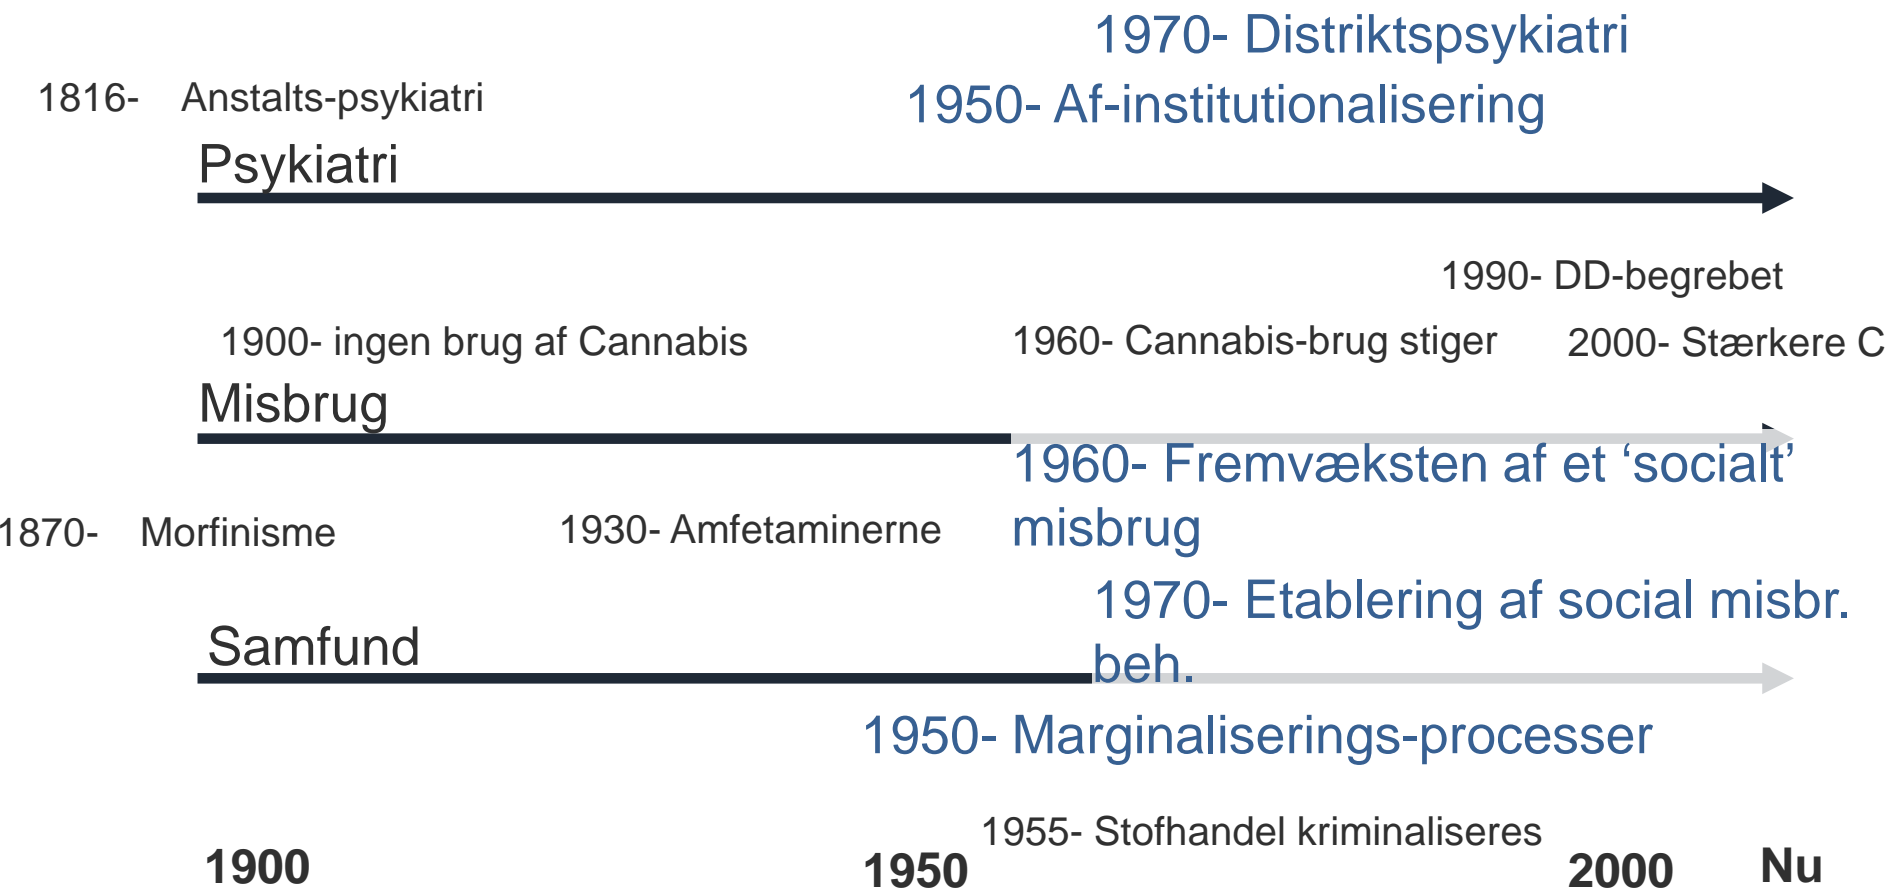 1970- Distriktspsykiatri
1816- Anstalts-psykiatri
1950- Af-institutionalisering
Psykiatri
1990- DD-begrebet
1900- ingen brug af Cannabis
1960- Cannabis-brug stiger
2000- Stærkere C
Misbrug
1960- Fremvæksten af et ‘socialt’
misbrug
1870- Morfinisme
1930- Amfetaminerne
1970- Etablering af social misbr.
beh.
Samfund
1950- Marginaliserings-processer
1955- Stofhandel kriminaliseres
1900
1950
2000
Nu